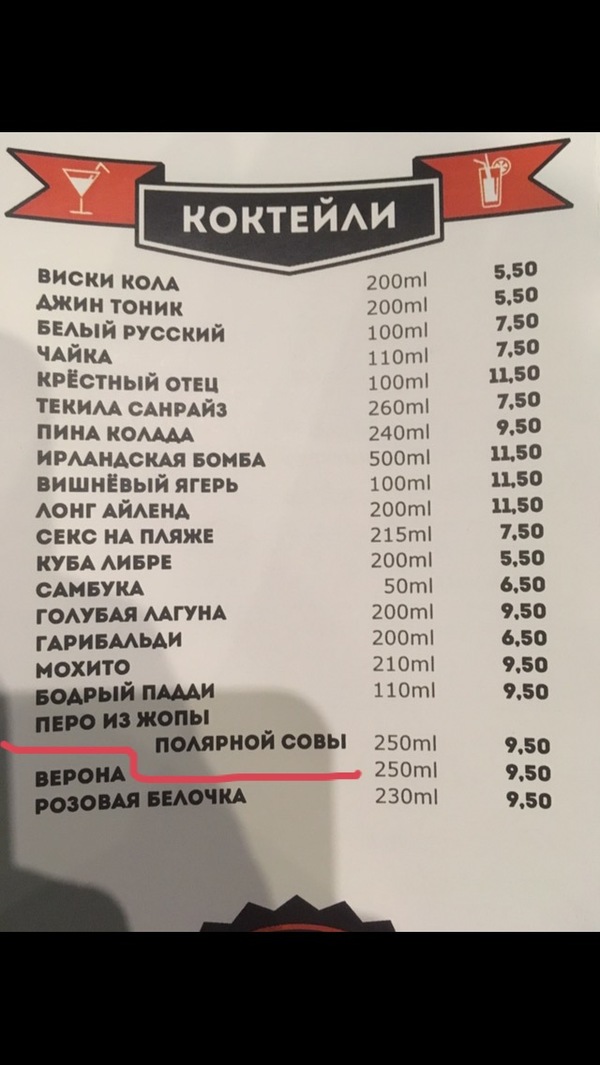 КОКТЕЙЛИ
ВИСКИ КОЛА 200ml 5,50
ДЖИН ТОНИК 200ml 5,50
БЕЛЫЙ РУССКИЙ 100ml 7,50
ЧАЙКА 110ml 7,50
КРЁСТНЫЙ ОТЕЦ 100ml 11,50
ТЕКИЛА САНРАЙЗ 260ml 7,50
ПИНА КОЛАДА 240ml 9,50
ИРЛАНДСКАЯ БОМБА 500ml 11,50
ВИШНЁВЫЙ ЯГЕРЬ 100ml 11,50
ЛОНГ АЙЛЕНД 200ml 11,50
СЕКС НА ПЛЯЖЕ 215ml 7,50
КУБА ЛИБРЕ 200ml 5,50
САМБУКА 50ml 6,50
ГОЛУБАЯ ЛАГУНА 200ml 9,50
ГАРИБАЛЬДИ 200ml 6,50
МОХИТО 210ml 9,50
БОДРЫЙ ПАДДИ 110ml 9,50
ПЕРО ИЗ ЖОПЫ
ПОЛЯРНОЙ СОВЫ 250ml 9,50
ВЕРОНА 250ml 9,50
РОЗОВАЯ БЕЛОЧКА 230ml 9,50